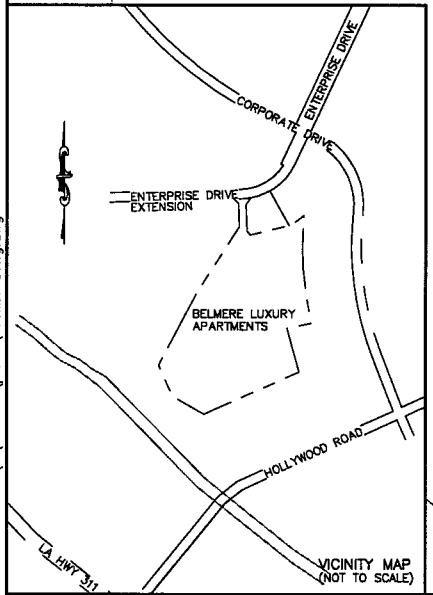 ENTERPRISE DRIVE
CORPORATE DRIVE
ENTERPRISE DRIVE
EXTENSION
BELMERE LUXURY
APARTMENTS
HOLLYWOOD ROAD
LA HWY 311
VICINITY MAP
(NOT TO SCALE)